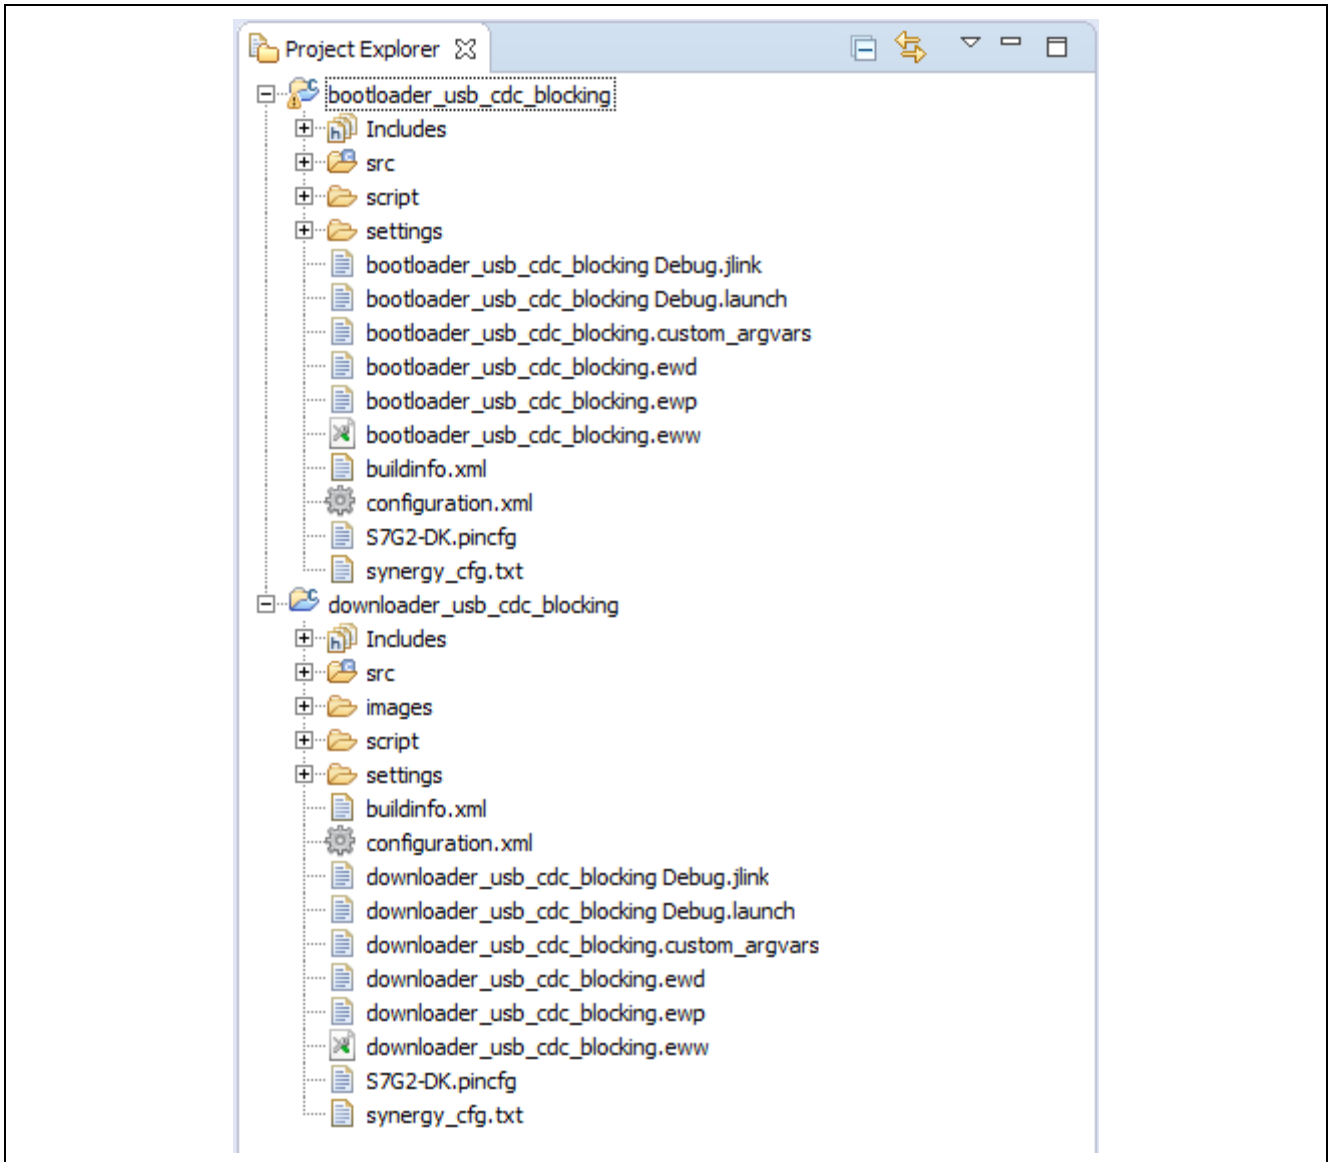 Project Explorer
bootloader_usb_cdc_blocking
Includes
src
script
settings
bootloader_usb_cdc_blocking Debug.jlink
bootloader_usb_cdc_blocking Debug.launch
bootloader_usb_cdc_blocking.custom_argvars
bootloader_usb_cdc_blocking.ewd
bootloader_usb_cdc_blocking.ewp
bootloader_usb_cdc_blocking.eww
buildinfo.xml
configuration.xml
S7G2-DK.pincfg
synergy_cfg.txt
downloader_usb_cdc_blocking
Includes
src
images
script
settings
buildinfo.xml
configuration.xml
downloader_usb_cdc_blocking Debug.jlink
downloader_usb_cdc_blocking Debug.launch
downloader_usb_cdc_blocking.custom_argvars
downloader_usb_cdc_blocking.ewd
downloader_usb_cdc_blocking.ewp
downloader_usb_cdc_blocking.eww
S7G2-DK.pincfg
synergy_cfg.txt